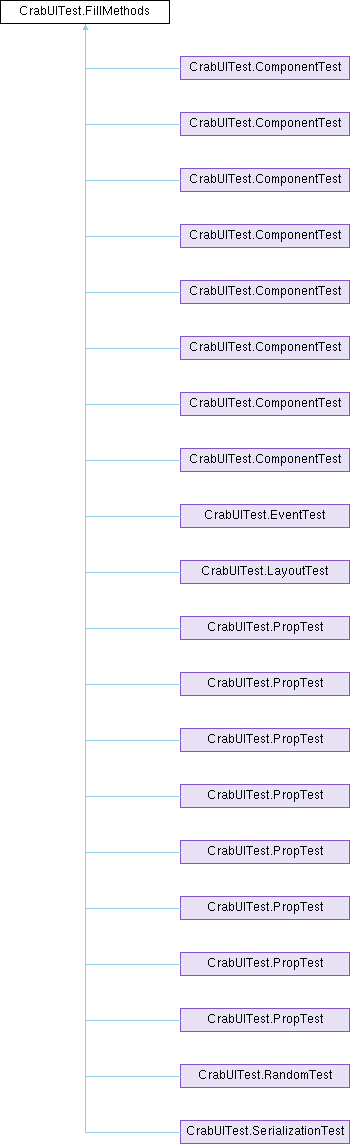 CrabUITest.FillMethods
CrabUITest.ComponentTest
CrabUITest.ComponentTest
CrabUITest.ComponentTest
CrabUITest.ComponentTest
CrabUITest.ComponentTest
CrabUITest.ComponentTest
CrabUITest.ComponentTest
CrabUITest.ComponentTest
CrabUITest.EventTest
CrabUITest.LayoutTest
CrabUITest.PropTest
CrabUITest.PropTest
CrabUITest.PropTest
CrabUITest.PropTest
CrabUITest.PropTest
CrabUITest.PropTest
CrabUITest.PropTest
CrabUITest.PropTest
CrabUITest.RandomTest
CrabUITest.SerializationTest